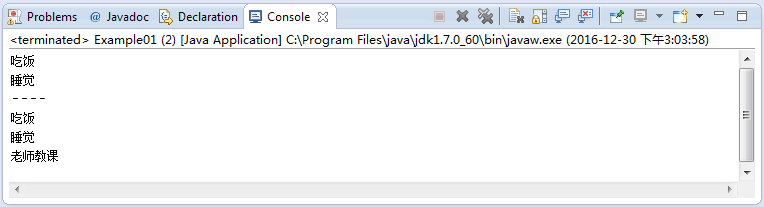 Problems @ Javadoc Declaration Console
<terminated> Example01 (2) [Java Application] C:\Program Files\java\jdk1.7.0_60\bin\javaw.exe (2016-12-30 下午3:03:58)
吃饭
睡觉
----
吃饭
睡觉
老师教课